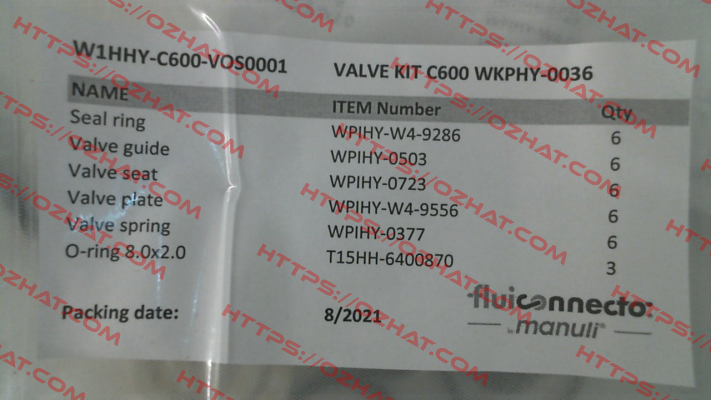 W1HHY-C600-VOS0001 VALVE KIT C600 WKPHY-0036
NAME ITEM Number Qty
Seal ring WPIHY-W4-9286 6
Valve guide WPIHY-0503 6
Valve seat WPIHY-0723 6
Valve plate WPIHY-W4-9556 6
Valve spring WPIHY-0377 6
O-ring 8.0x2.0 T15HH-6400870 3
Packing date: 8/2021
fluiconnecto
by manuli®
HTTPS://OZHAT.COM